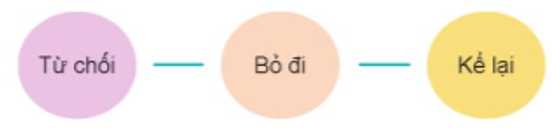 Từ chối
Bỏ đi
Kể lại